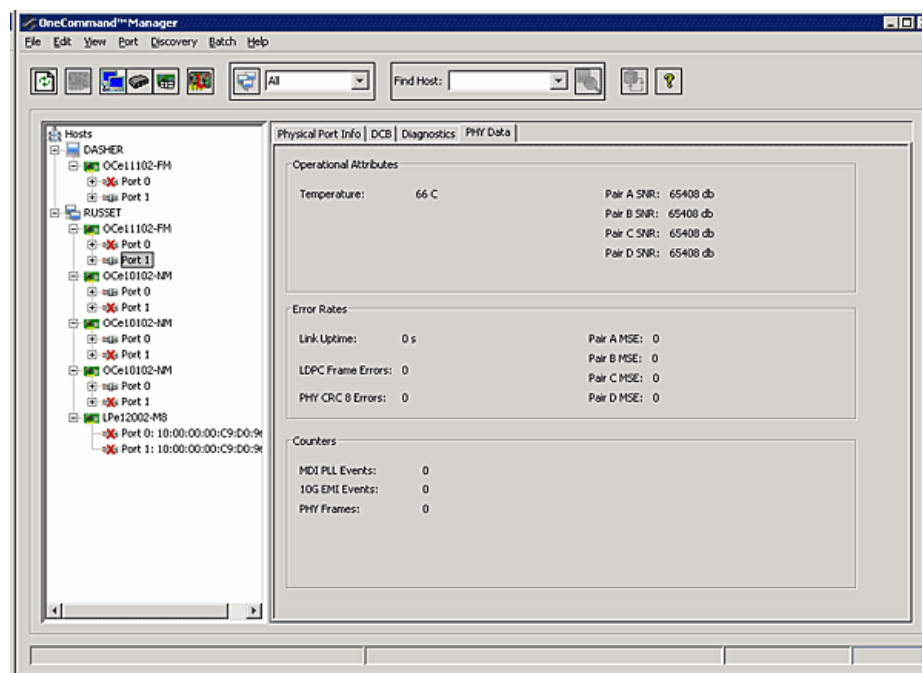 OneCommand™Manager
File Edit View Port Discovery Batch Help
All
Find Host:
Hosts
DASHER
OCe11102-FM
Port 0
Port 1
RUSSET
OCe11102-FM
Port 0
Port 1
OCe10102-NM
Port 0
Port 1
OCe10102-NM
Port 0
Port 1
OCe10102-NM
Port 0
Port 1
LPe12002-M8
Port 0: 10:00:00:00:C9:D0:9
Port 1: 10:00:00:00:C9:D0:9
Physical Port Info DCB Diagnostics PHY Data
Operational Attributes
Temperature: 66 C Pair A SNR: 65408 db
Pair B SNR: 65408 db
Pair C SNR: 65408 db
Pair D SNR: 65408 db
Error Rates
Link Uptime: 0 s Pair A MSE: 0
Pair B MSE: 0
LDPC Frame Errors: 0 Pair C MSE: 0
PHY CRC 8 Errors: 0 Pair D MSE: 0
Counters
MDI PLL Events: 0
10G EMI Events: 0
PHY Frames: 0